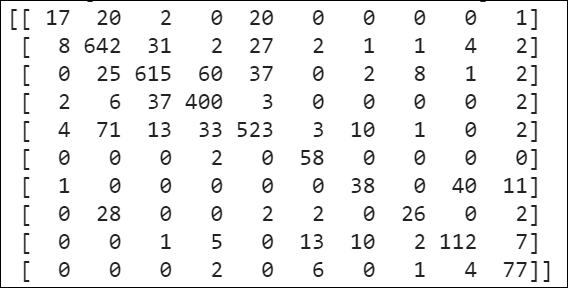 [[ 17 20 2 0 20 0 0 0 0 1]
[ 8 642 31 2 27 2 1 1 4 2]
[ 0 25 615 60 37 0 2 8 1 2]
[ 2 6 37 400 3 0 0 0 0 2]
[ 4 71 13 33 523 3 10 1 0 2]
[ 0 0 0 2 0 58 0 0 0 0]
[ 1 0 0 0 0 0 38 0 40 11]
[ 0 28 0 0 2 2 0 26 0 2]
[ 0 0 1 5 0 13 10 2 112 7]
[ 0 0 0 2 0 6 0 1 4 77]]